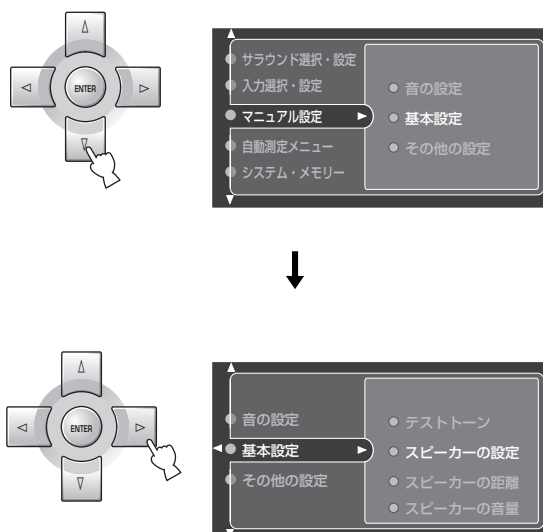 ENTER
サラウンド選択・設定
入力選択・設定
マニュアル設定
自動測定メニュー
システム・メモリー
音の設定
基本設定
その他の設定
ENTER
音の設定
基本設定
その他の設定
テストトーン
スピーカーの設定
スピーカーの距離
スピーカーの音量